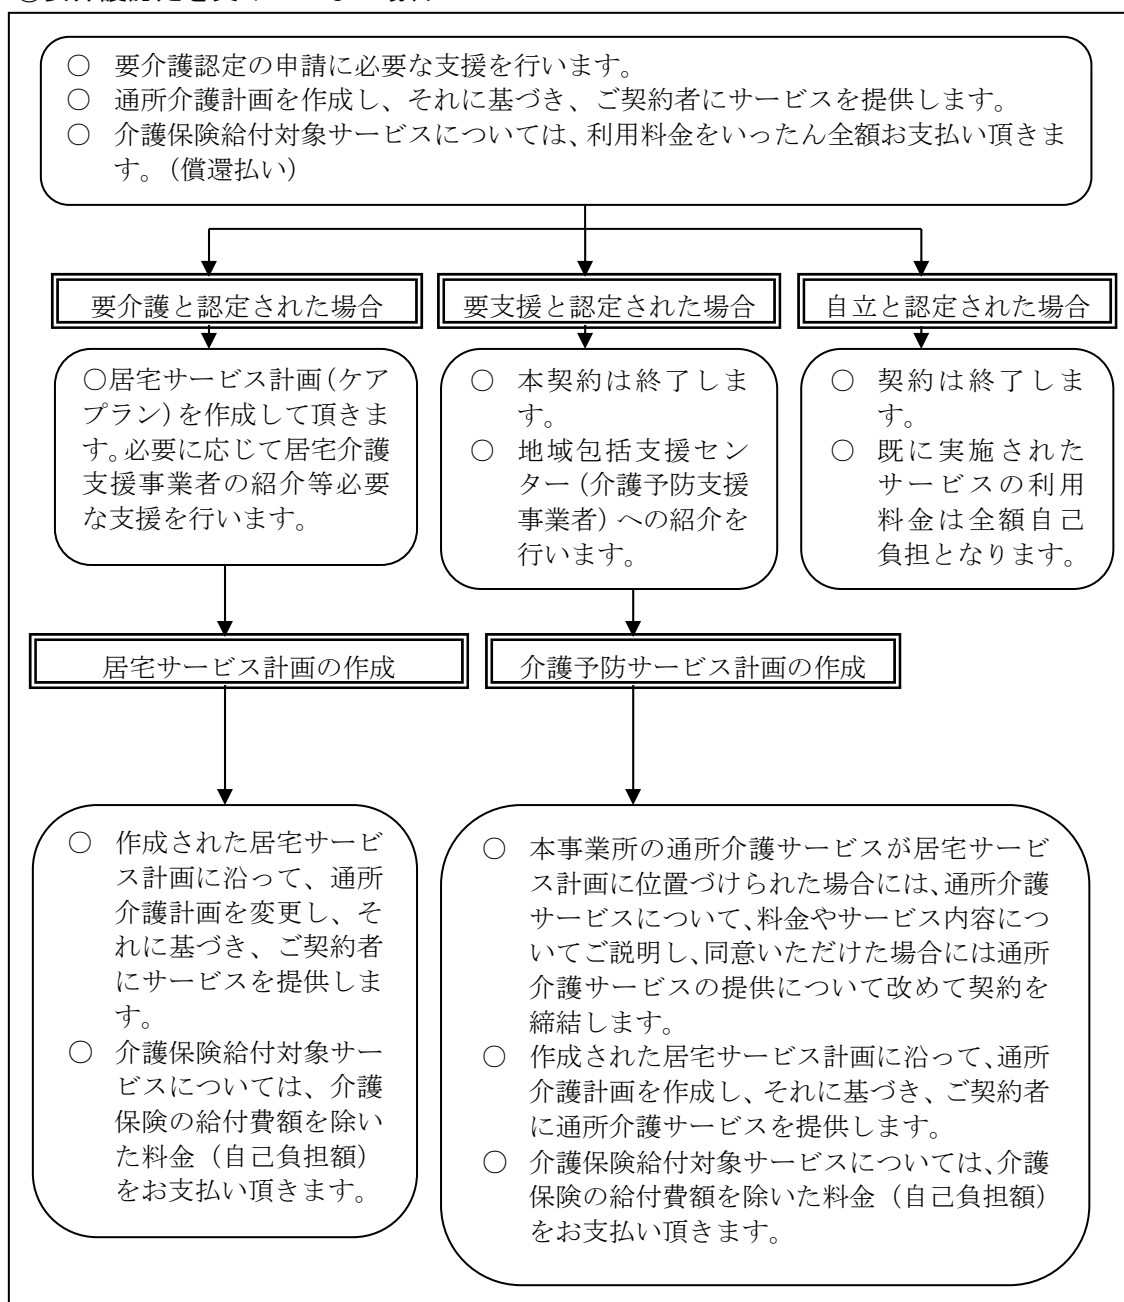 ○ 要介護認定の申請に必要な支援を行います。
○ 通所介護計画を作成し、それに基づき、ご契約者にサービスを提供します。
○ 介護保険給付対象サービスについては、利用料金をいったん全額お支払い頂きま
す。（償還払い）
要介護と認定された場合
要支援と認定された場合
自立と認定された場合
○居宅サービス計画（ケア
プラン）を作成して頂きま
す。必要に応じて居宅介護
支援事業者の紹介等必要
な支援を行います。
○ 本契約は終了しま
す。
○ 地域包括支援セン
ター（介護予防支援
事業者）への紹介を
行います。
○ 契約は終了しま
す。
○ 既に実施された
サービスの利用
料金は全額自己
負担となります。
居宅サービス計画の作成
介護予防サービス計画の作成
○ 作成された居宅サービ
ス計画に沿って、通所
介護計画を変更し、そ
れに基づき、ご契約者
にサービスを提供しま
す。
○ 介護保険給付対象サー
ビスについては、介護
保険の給付費額を除い
た料金（自己負担額）
をお支払い頂きます。
○ 本事業所の通所介護サービスが居宅サービ
ス計画に位置づけられた場合には、通所介護
サービスについて、料金やサービス内容につ
いてご説明し、同意いただけた場合には通所
介護サービスの提供について改めて契約を
締結します。
○ 作成された居宅サービス計画に沿って、通所
介護計画を作成し、それに基づき、ご契約者
に通所介護サービスを提供します。
○ 介護保険給付対象サービスについては、介護
保険の給付費額を除いた料金（自己負担額）
をお支払い頂きます。